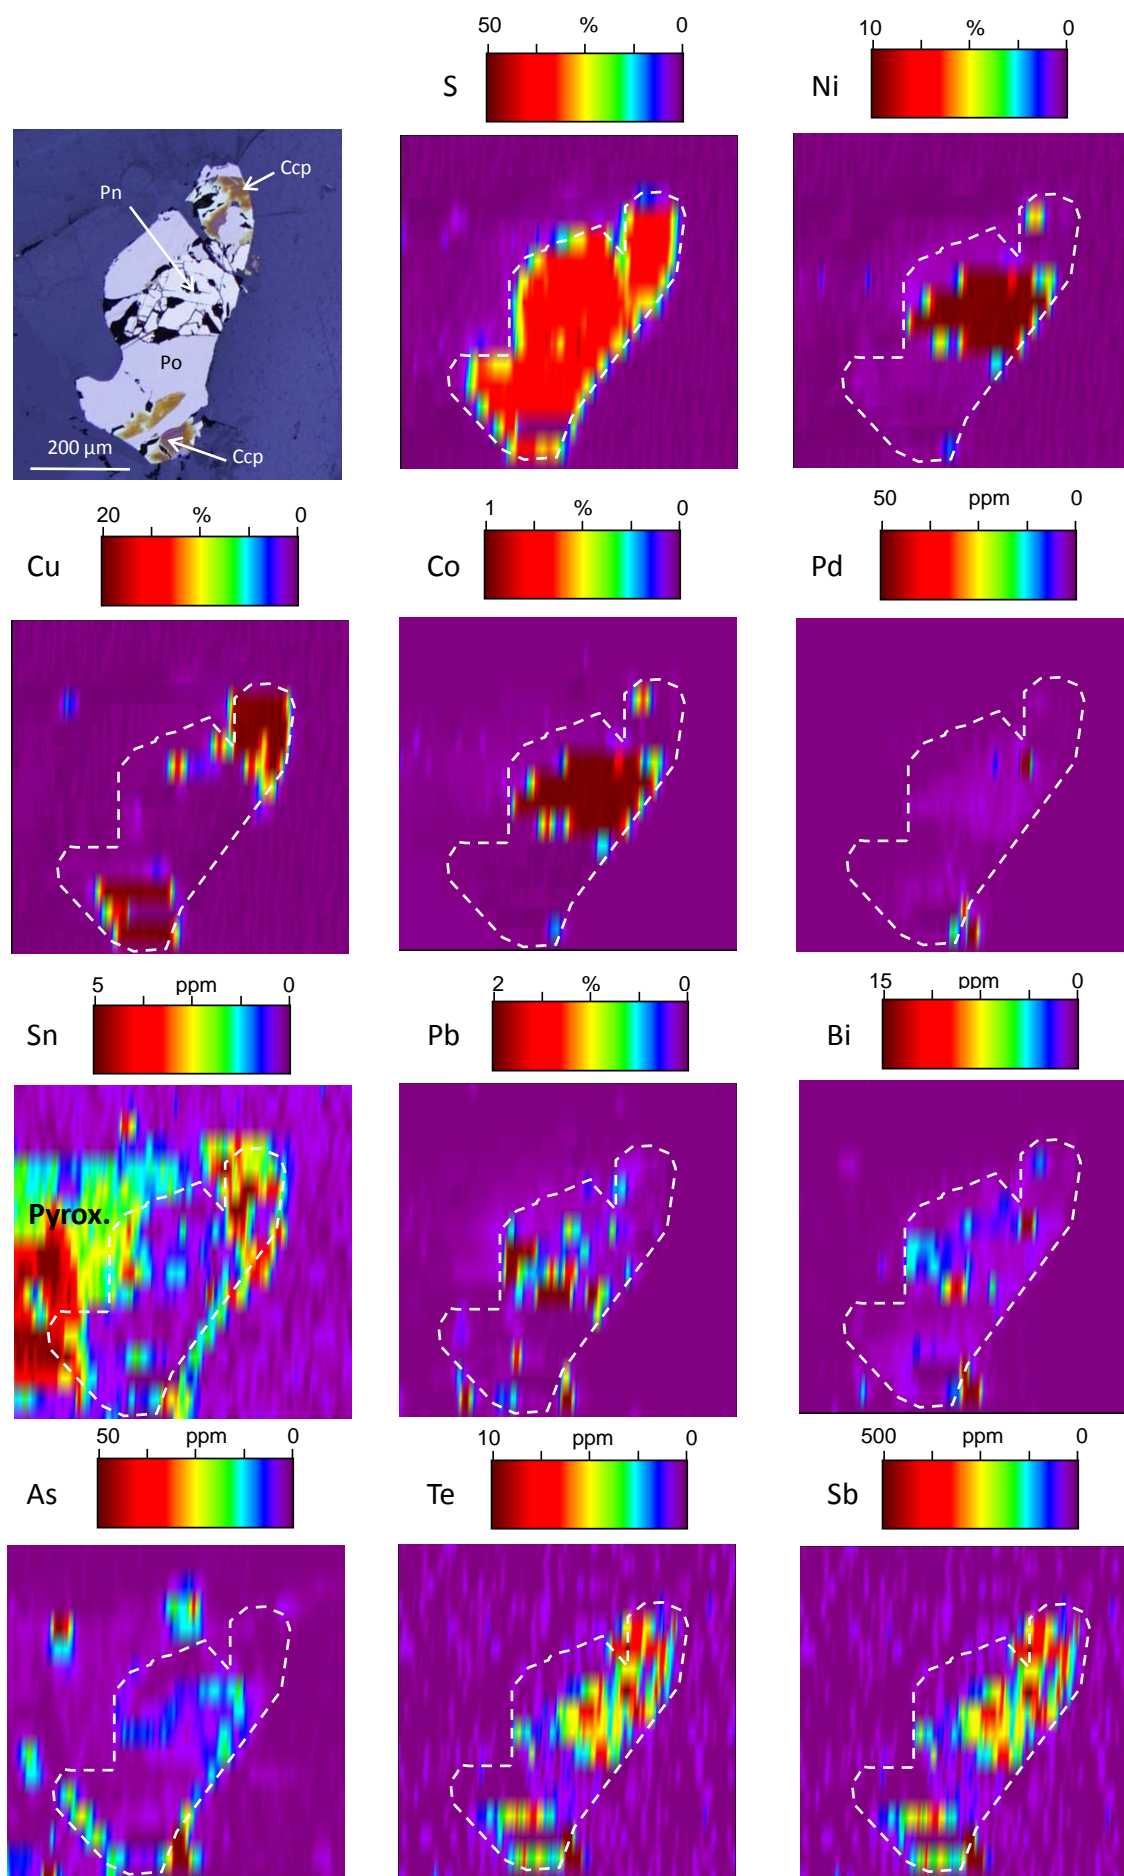 50 % 0
S
10 % 0
Ni
Ccp
Pn
Po
200 µm
Ccp
20 % 0
Cu
1 % 0
Co
50 ppm 0
Pd
5 ppm 0
Sn
2 % 0
Pb
15 ppm 0
Bi
Pyrox.
50 ppm 0
As
10 ppm 0
Te
500 ppm 0
Sb